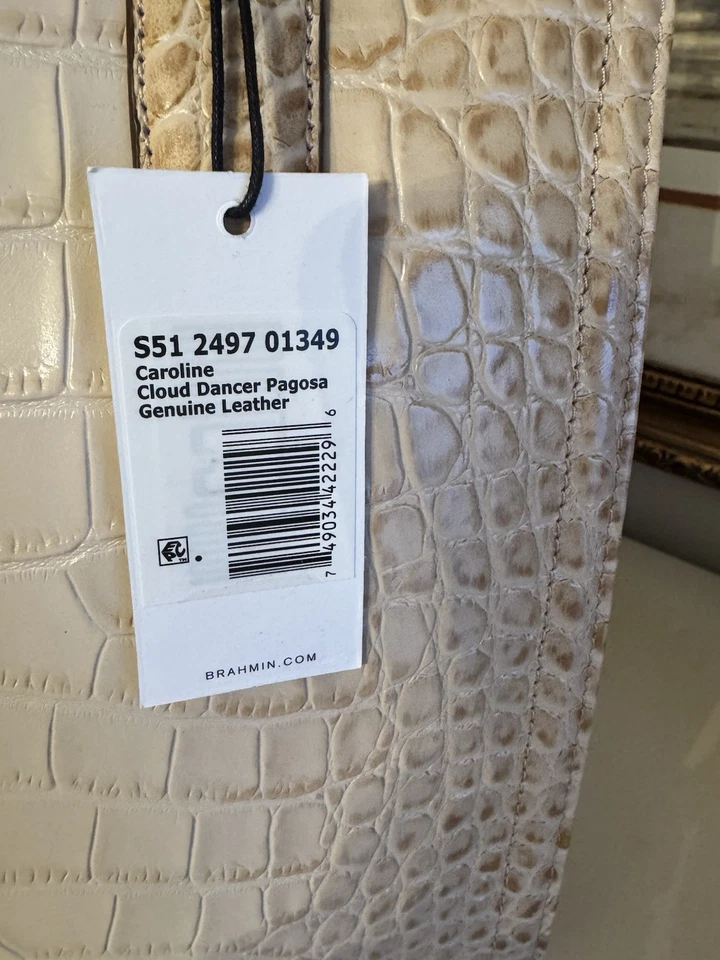 S51 2497 01349
Caroline
Cloud Dancer Pagosa
Genuine Leather
7 49034 42229 6
BRAHMIN.COM